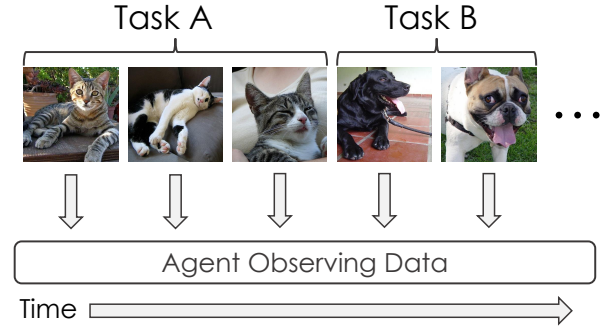 Task A
Task B
...
Agent Observing Data
Time